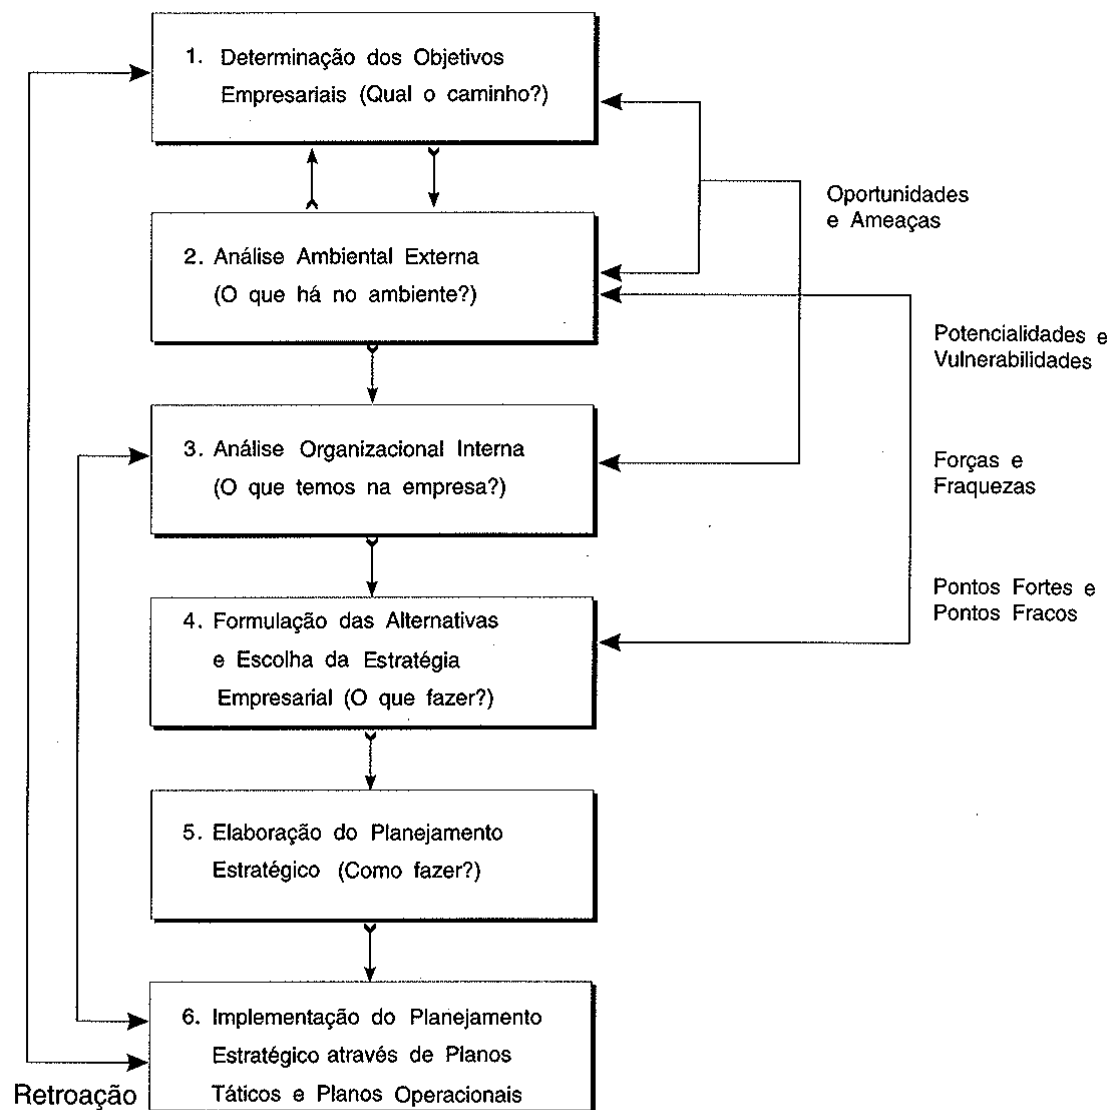 1. Determinação dos Objetivos
Empresariais (Qual o caminho?)
Oportunidades
e Ameaças
2. Análise Ambiental Externa
(O que há no ambiente?)
Potencialidades e
Vulnerabilidades
3. Análise Organizacional Interna
(O que temos na empresa?)
Forças e
Fraquezas
4. Formulação das Alternativas
e Escolha da Estratégia
Empresarial (O que fazer?)
Pontos Fortes e
Pontos Fracos
5. Elaboração do Planejamento
Estratégico (Como fazer?)
6. Implementação do Planejamento
Estratégico através de Planos
Táticos e Planos Operacionais
Retroação